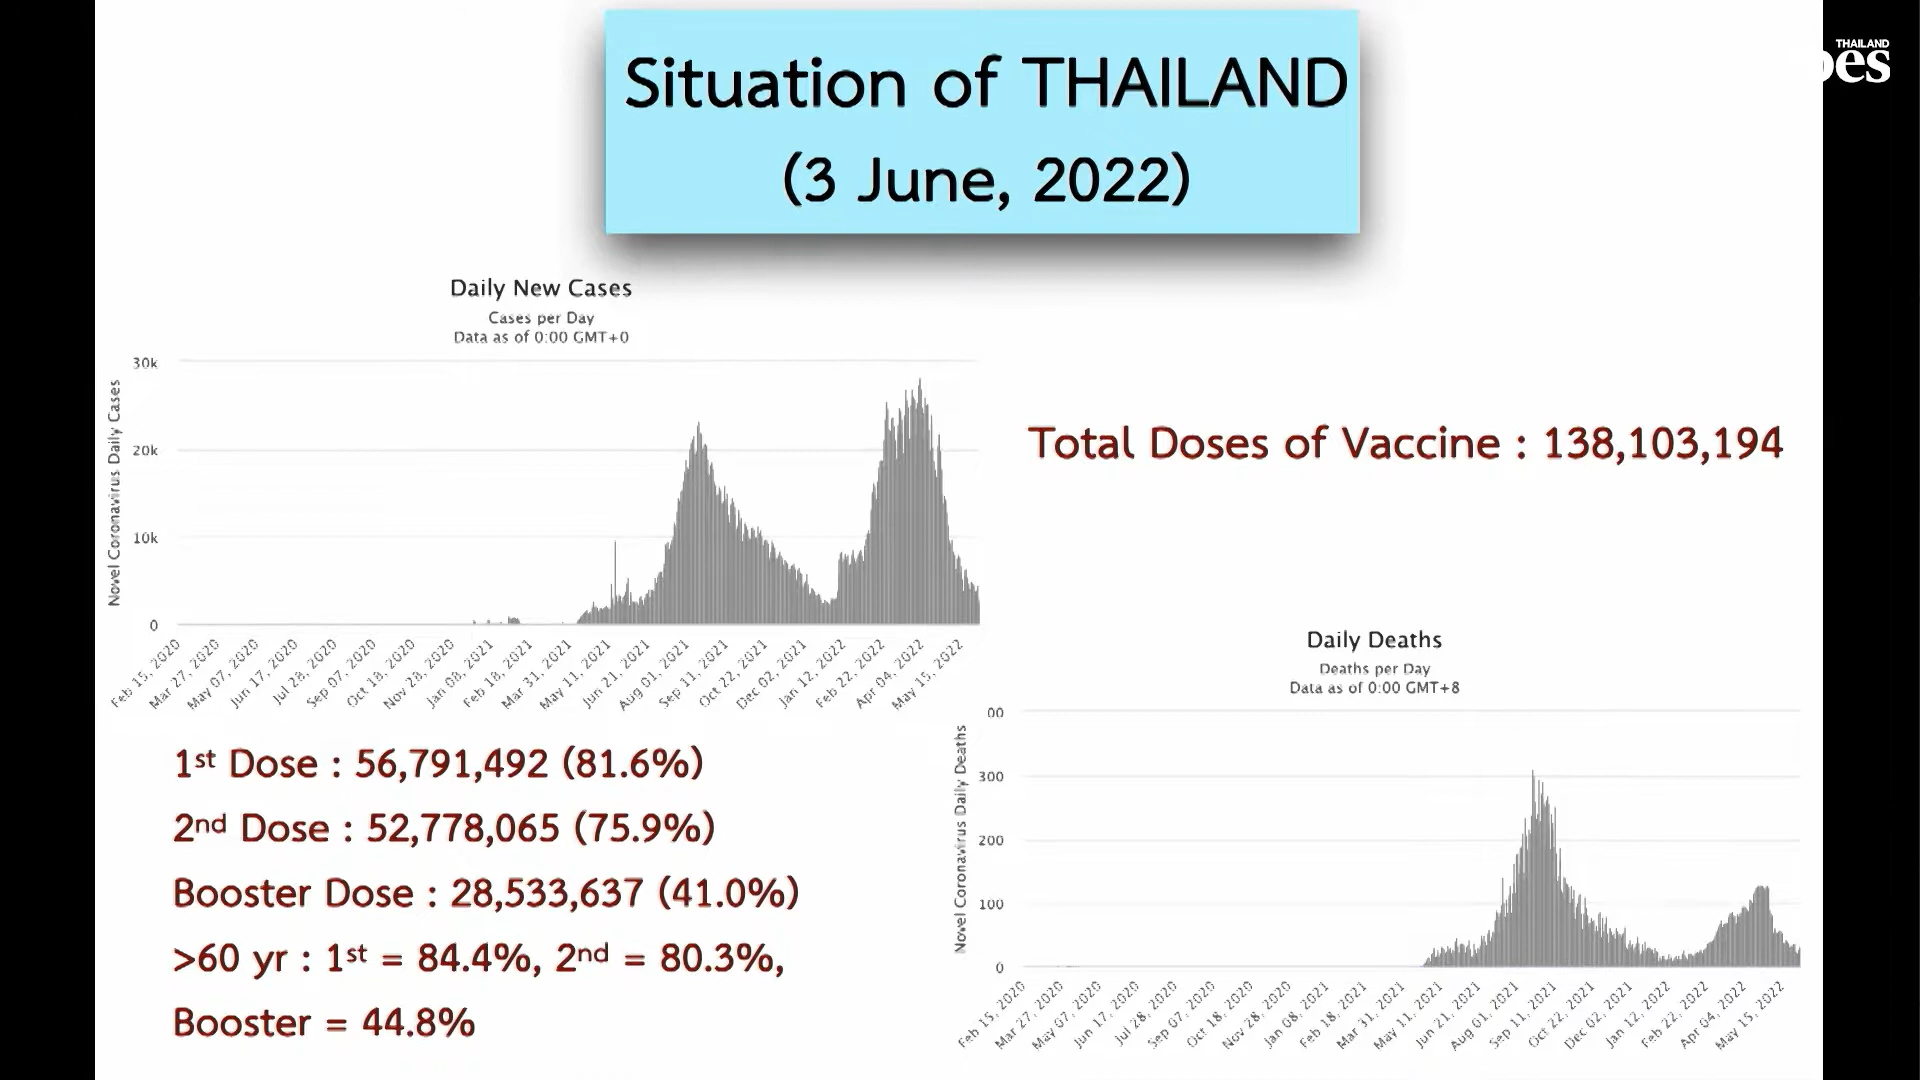 THAILAND
bes
Situation of THAILAND
(3 June, 2022)
Daily New Cases
Cases per Day
Data as of 0:00 GMT+0
Novel Coronavirus Daily Cases
30k
20k
10k
0
Feb 15, 2020
Mar 27, 2020
May 07, 2020
Jun 17, 2020
Jul 28, 2020
Sep 07, 2020
Oct 18, 2020
Nov 28, 2020
Jan 08, 2021
Feb 18, 2021
Mar 31, 2021
May 11, 2021
Jun 21, 2021
Aug 01, 2021
Sep 11, 2021
Oct 22, 2021
Dec 02, 2021
Jan 12, 2022
Feb 22, 2022
Apr 04, 2022
May 15, 2022
Total Doses of Vaccine : 138,103,194
1st Dose : 56,791,492 (81.6%)
2nd Dose : 52,778,065 (75.9%)
Booster Dose : 28,533,637 (41.0%)
>60 yr : 1st = 84.4%, 2nd = 80.3%,
Booster = 44.8%
Daily Deaths
Deaths per Day
Data as of 0:00 GMT+8
Novel Coronavirus Daily Deaths
00
300
200
100
0
Feb 15, 2020
Mar 27, 2020
May 07, 2020
Jun 17, 2020
Jul 28, 2020
Sep 07, 2020
Oct 18, 2020
Nov 28, 2020
Jan 08, 2021
Feb 18, 2021
Mar 31, 2021
May 11, 2021
Jun 21, 2021
Aug 01, 2021
Sep 11, 2021
Oct 22, 2021
Dec 02, 2021
Jan 12, 2022
Feb 22, 2022
Apr 04, 2022
May 15, 2022